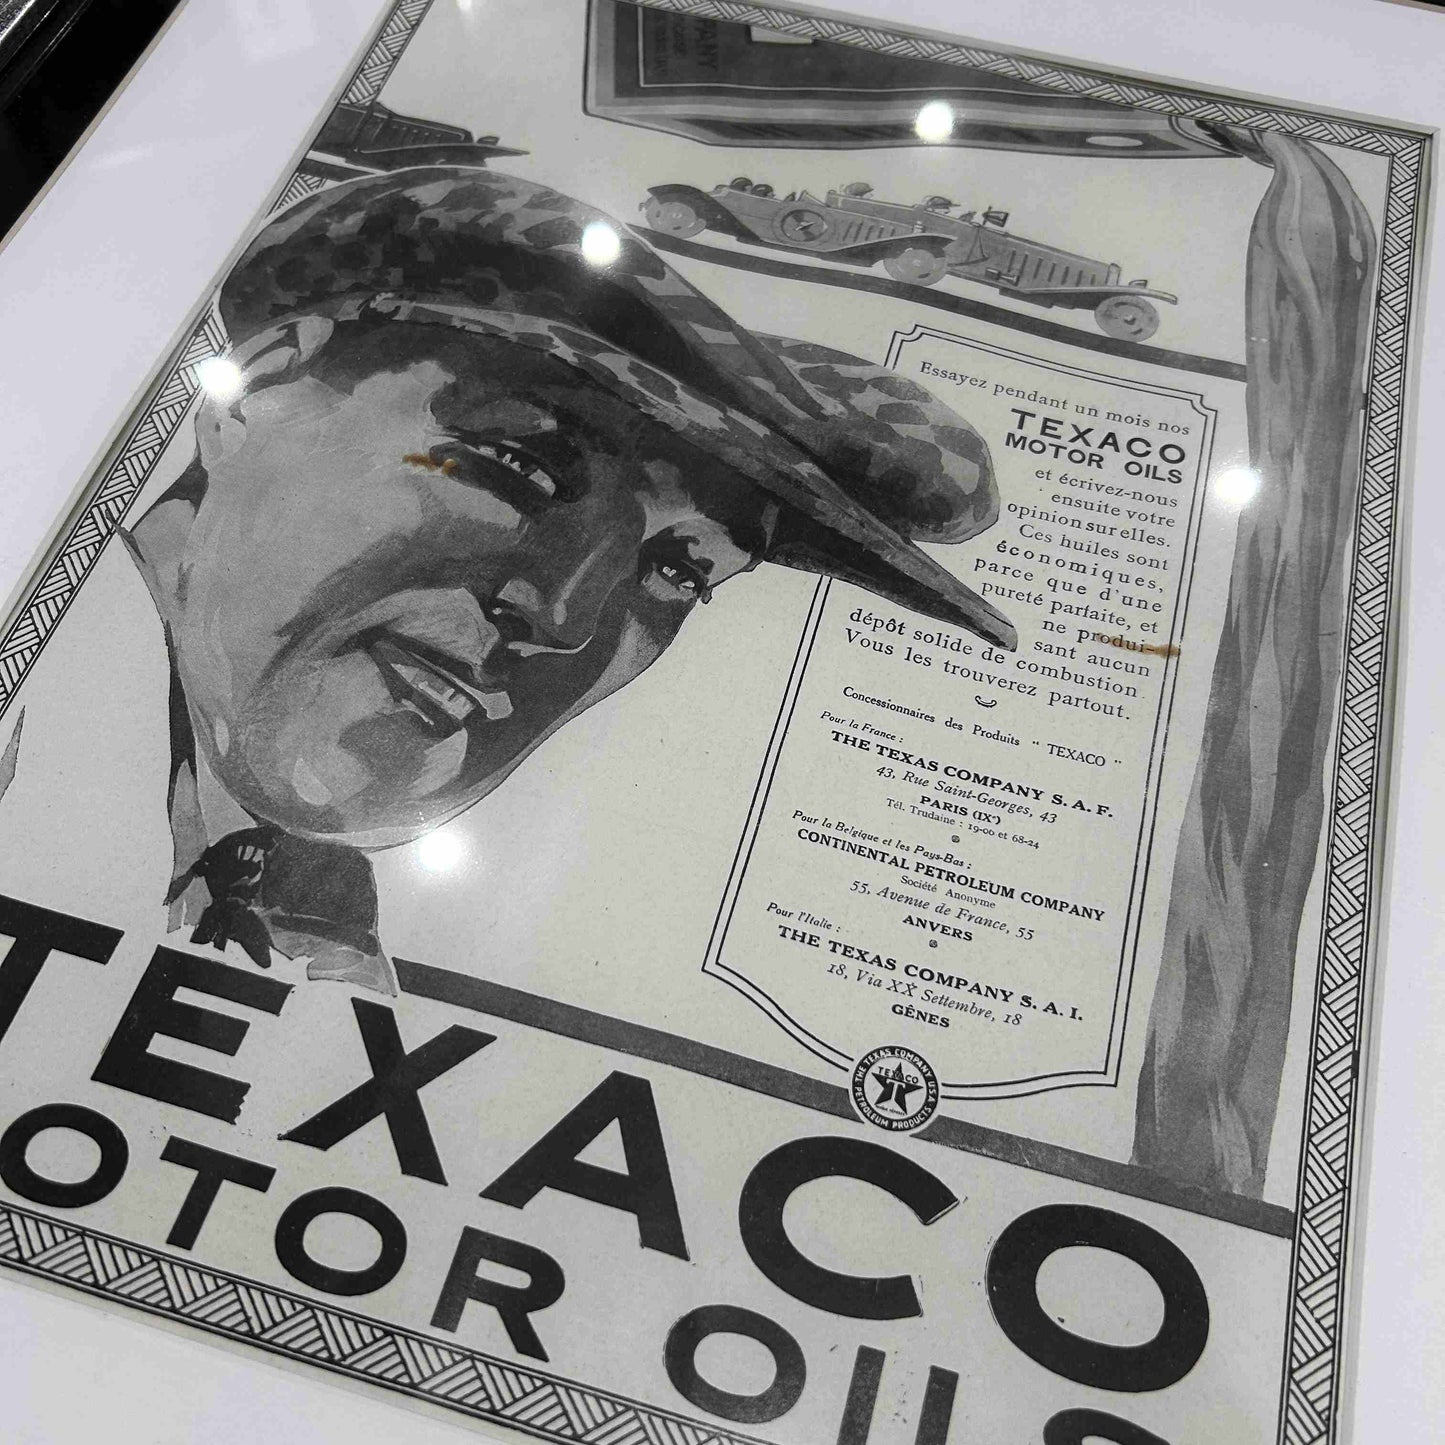 PANY
Essayez pendant un mois nos
TEXACO
MOTOR OILS
et écrivez-nous
ensuite votre
opinion sur elles.
Ces huiles sont
économiques,
parce que d'une
pureté parfaite, et
ne produi-
sant aucun
dépôt solide de combustion.
Vous les trouverez partout.
Concessionnaires des Produits "TEXACO"
Pour la France :
THE TEXAS COMPANY S. A. F.
43, Rue Saint-Georges, 43
PARIS (IXᵉ)
Tél. Trudaine : 19-00 et 68-24
Pour la Belgique et les Pays-Bas :
CONTINENTAL PETROLEUM COMPANY
Société Anonyme
55, Avenue de France, 55
ANVERS
Pour l'Italie :
THE TEXAS COMPANY S. A. I.
18, Via XX Settembre, 18
GÊNES
THE TEXAS COMPANY U.S.A.
TEXACO
T
PETROLEUM PRODUCTS
TEXACO
OTOR OILS